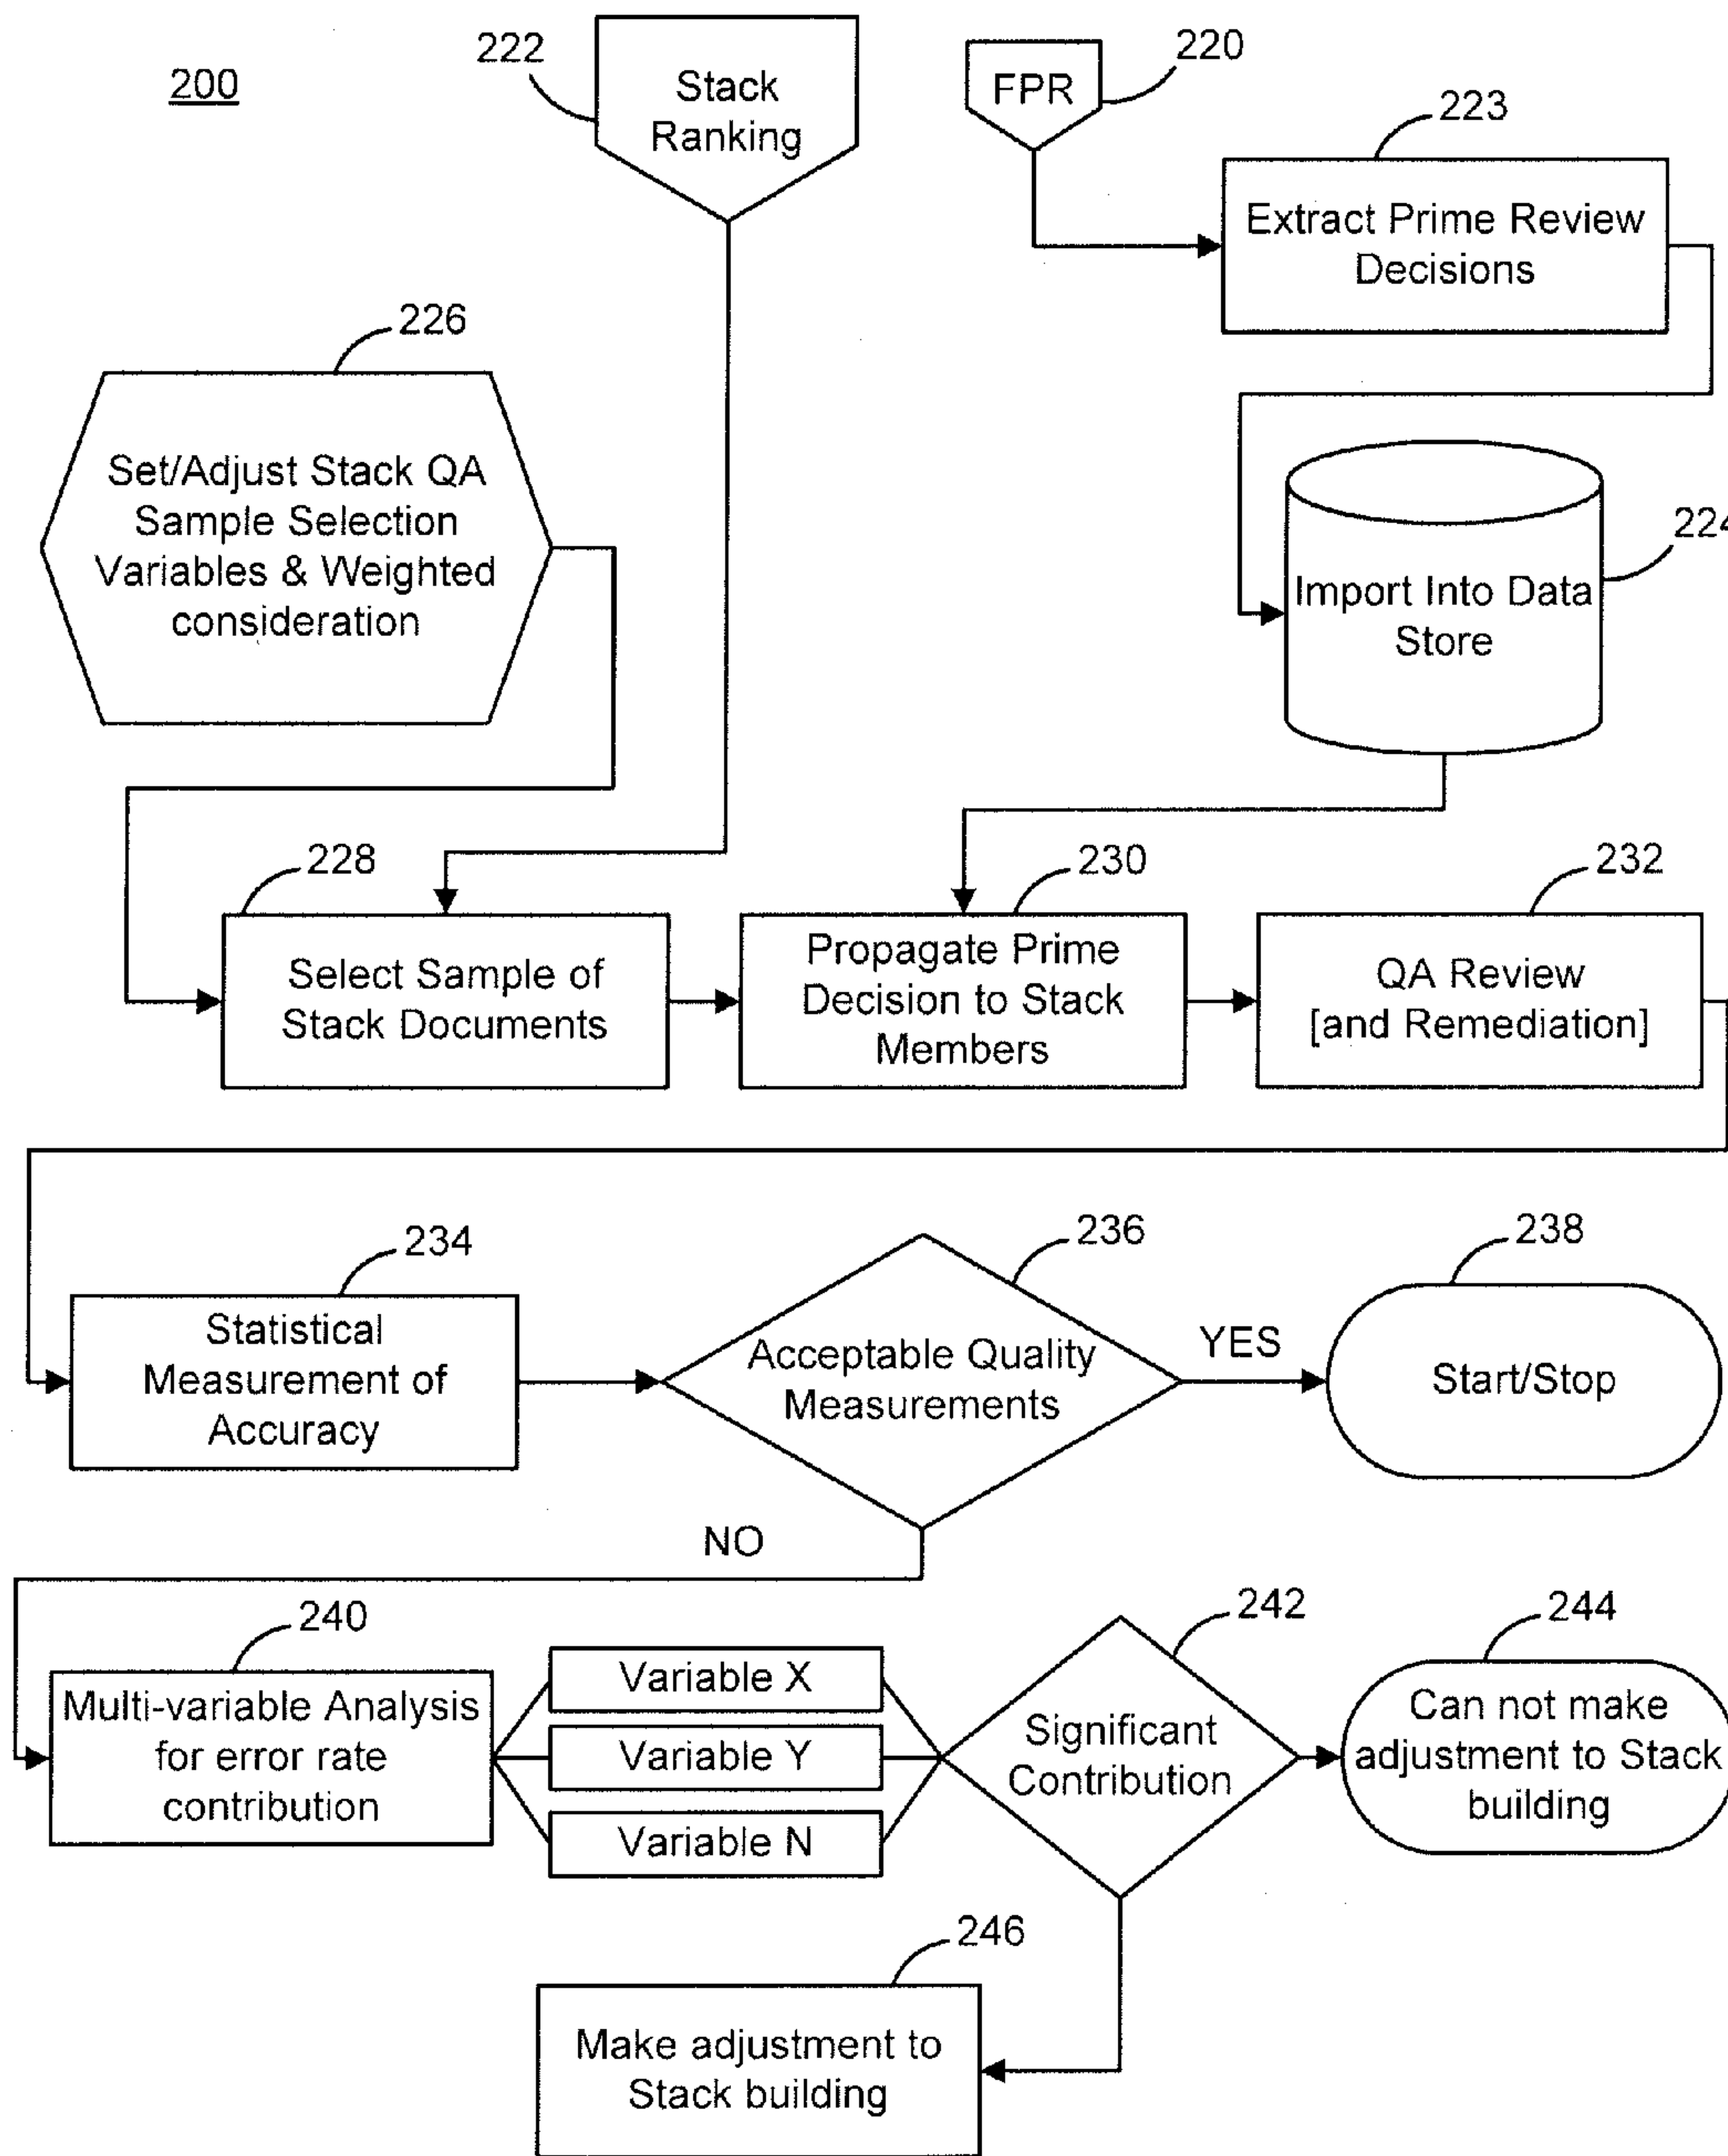 200
222
Stack
Ranking
FPR
220
223
Extract Prime Review
Decisions
226
Set/Adjust Stack QA
Sample Selection
Variables & Weighted
consideration
224
Import Into Data
Store
228
Select Sample of
Stack Documents
230
Propagate Prime
Decision to Stack
Members
232
QA Review
[and Remediation]
234
Statistical
Measurement of
Accuracy
236
Acceptable Quality
Measurements
YES
238
Start/Stop
NO
240
Multi-variable Analysis
for error rate
contribution
Variable X
Variable Y
Variable N
242
Significant
Contribution
244
Can not make
adjustment to Stack
building
246
Make adjustment to
Stack building